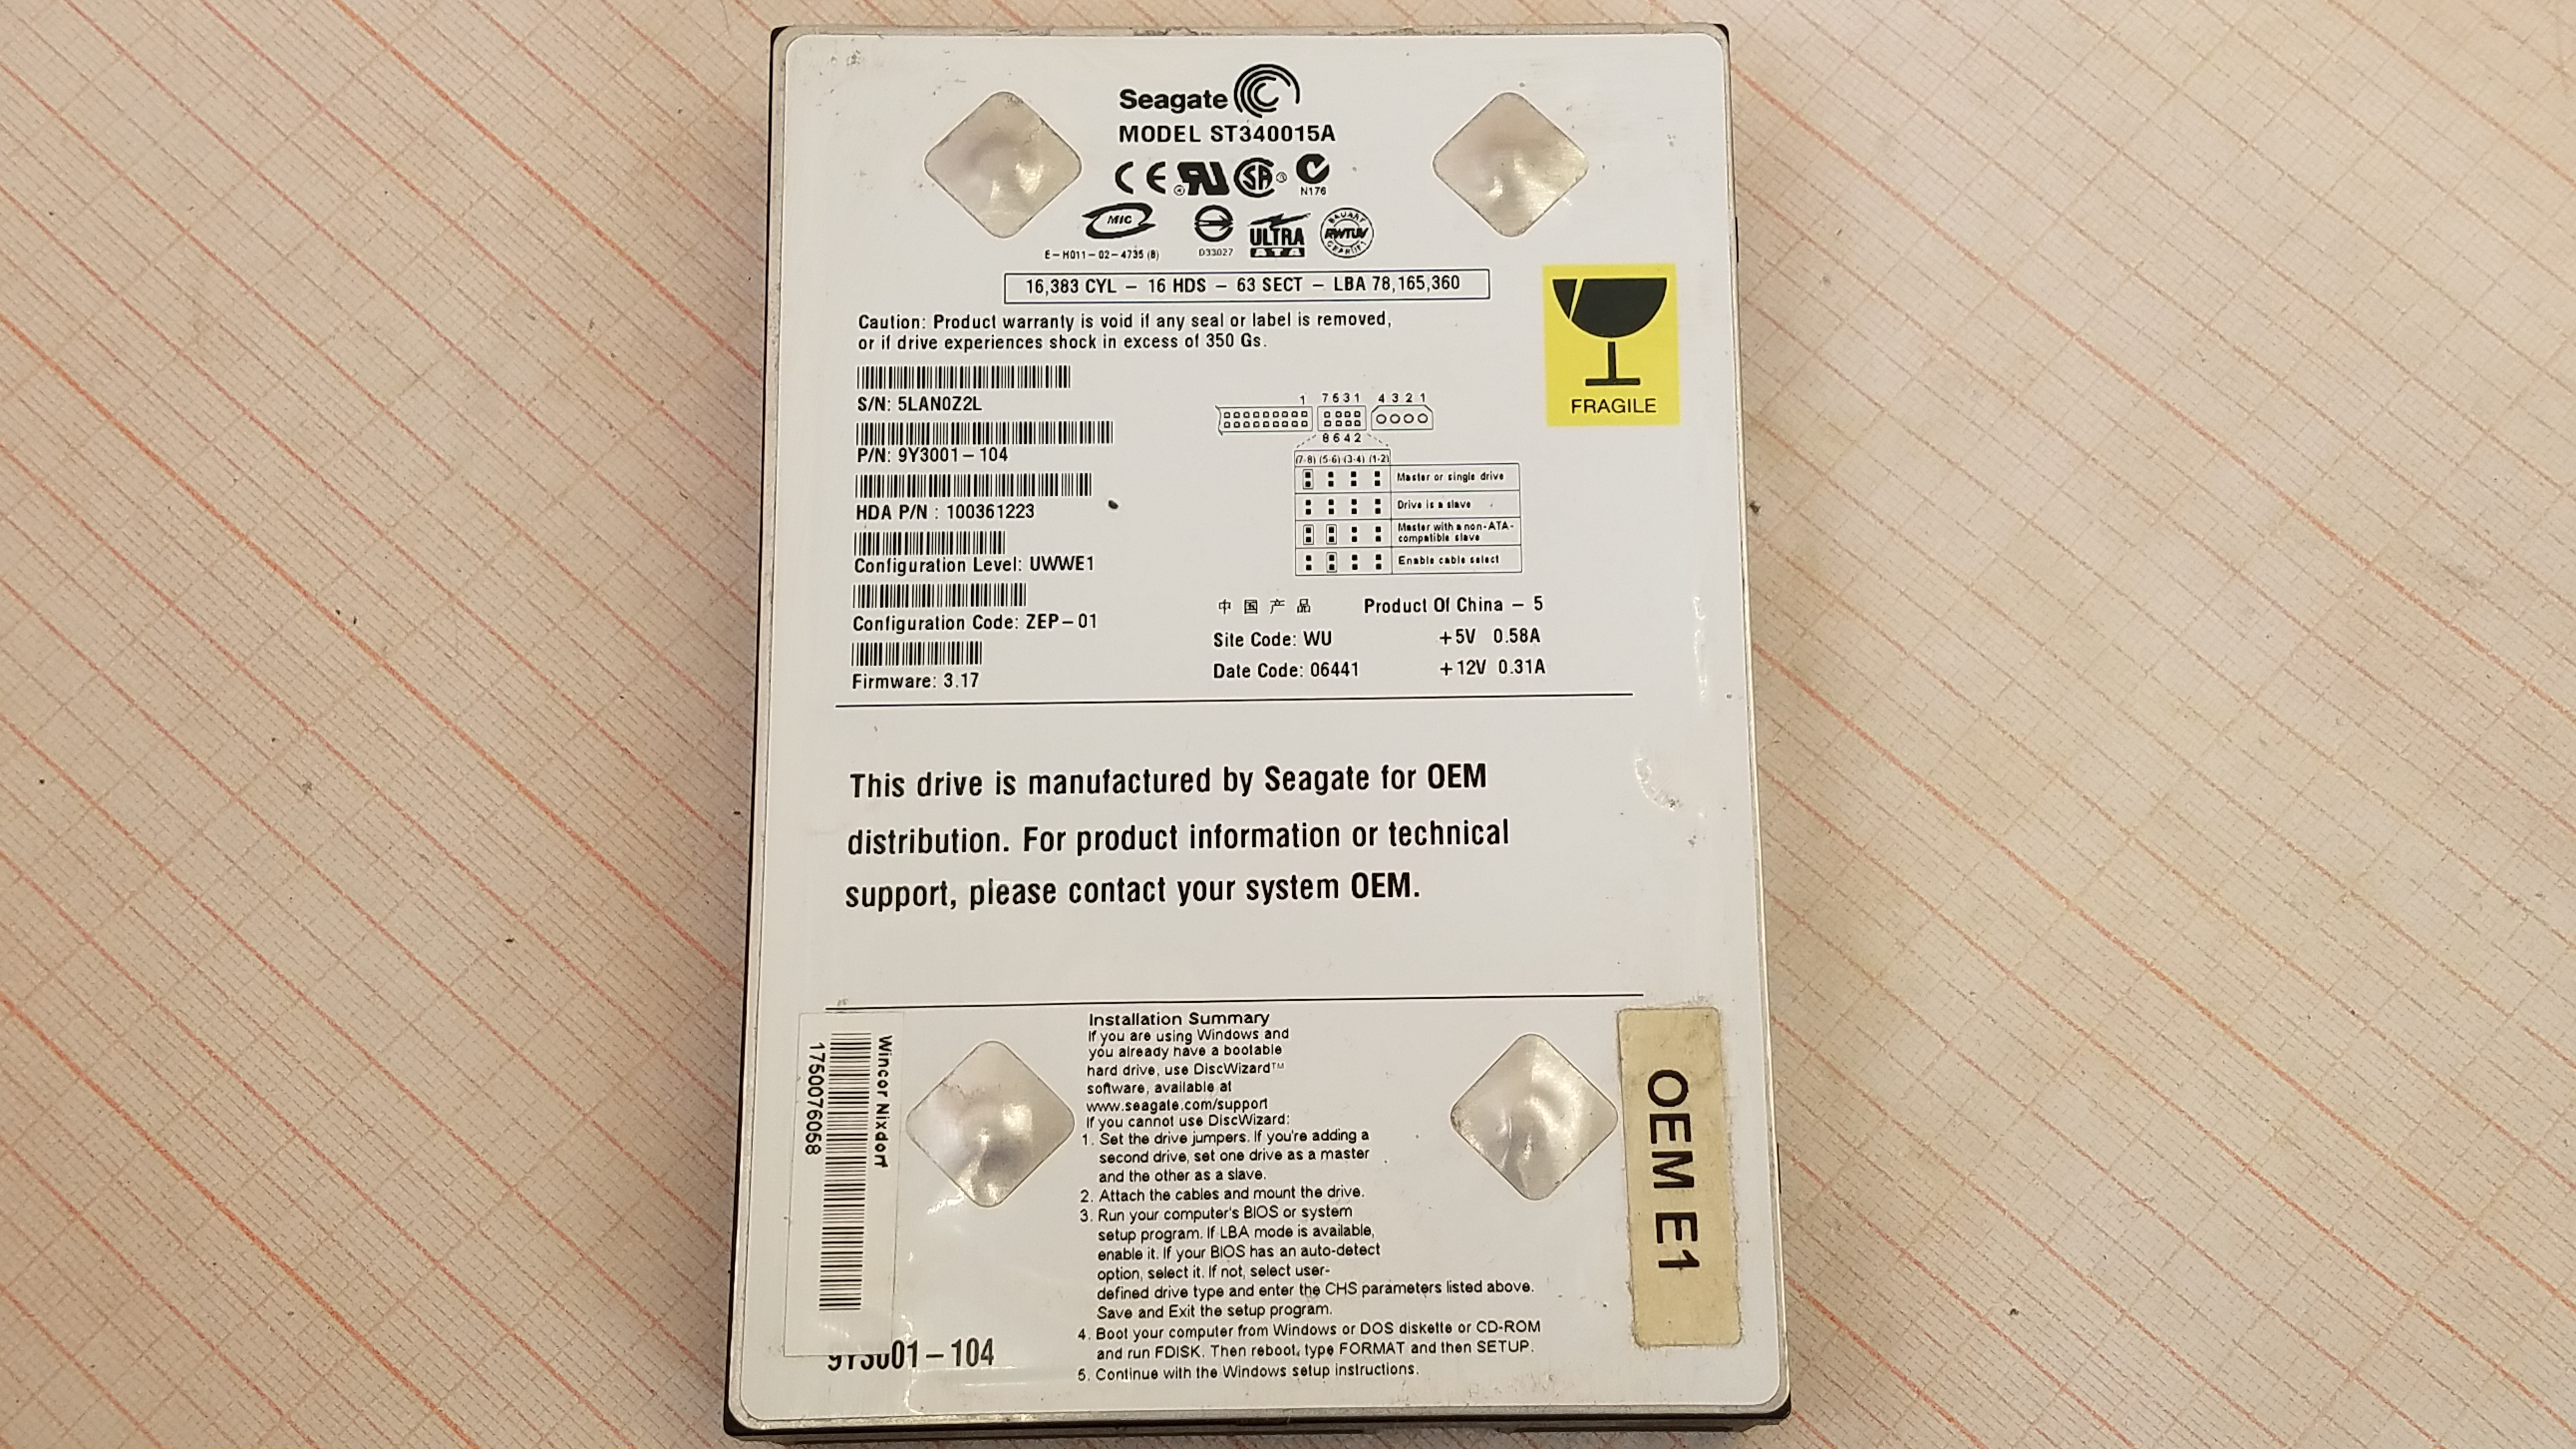 Seagate
MODEL ST340015A
CE
N176
MIC
E-H011-02-4735 (B)
D33027
ULTRA
ATA
BAUART
RWTÜV
GEPRÜFT
16,383 CYL – 16 HDS – 63 SECT – LBA 78,165,360
Caution: Product warranty is void if any seal or label is removed,
or if drive experiences shock in excess of 350 Gs.
FRAGILE
S/N: 5LAN0Z2L
P/N: 9Y3001-104
HDA P/N : 100361223
Configuration Level: UWWE1
Configuration Code: ZEP-01
Firmware: 3.17
1 7 6 3 1 4 3 2 1
8 6 4 2
(7-8) (5-6) (3-4) (1-2)
Master or single drive
Drive is a slave
Master with a non-ATA-
compatible slave
Enable cable select
中国产品 Product Of China – 5
Site Code: WU +5V 0.58A
Date Code: 06441 +12V 0.31A
This drive is manufactured by Seagate for OEM
distribution. For product information or technical
support, please contact your system OEM.
Installation Summary
If you are using Windows and
you already have a bootable
hard drive, use DiscWizard™
software, available at
www.seagate.com/support
If you cannot use DiscWizard:
1. Set the drive jumpers. If you're adding a
second drive, set one drive as a master
and the other as a slave.
2. Attach the cables and mount the drive.
3. Run your computer's BIOS or system
setup program. If LBA mode is available,
enable it. If your BIOS has an auto-detect
option, select it. If not, select user-
defined drive type and enter the CHS parameters listed above.
Save and Exit the setup program.
4. Boot your computer from Windows or DOS diskette or CD-ROM
and run FDISK. Then reboot, type FORMAT and then SETUP.
5. Continue with the Windows setup instructions.
Wincor Nixdorf
1750076058
9Y3001-104
OEM E1